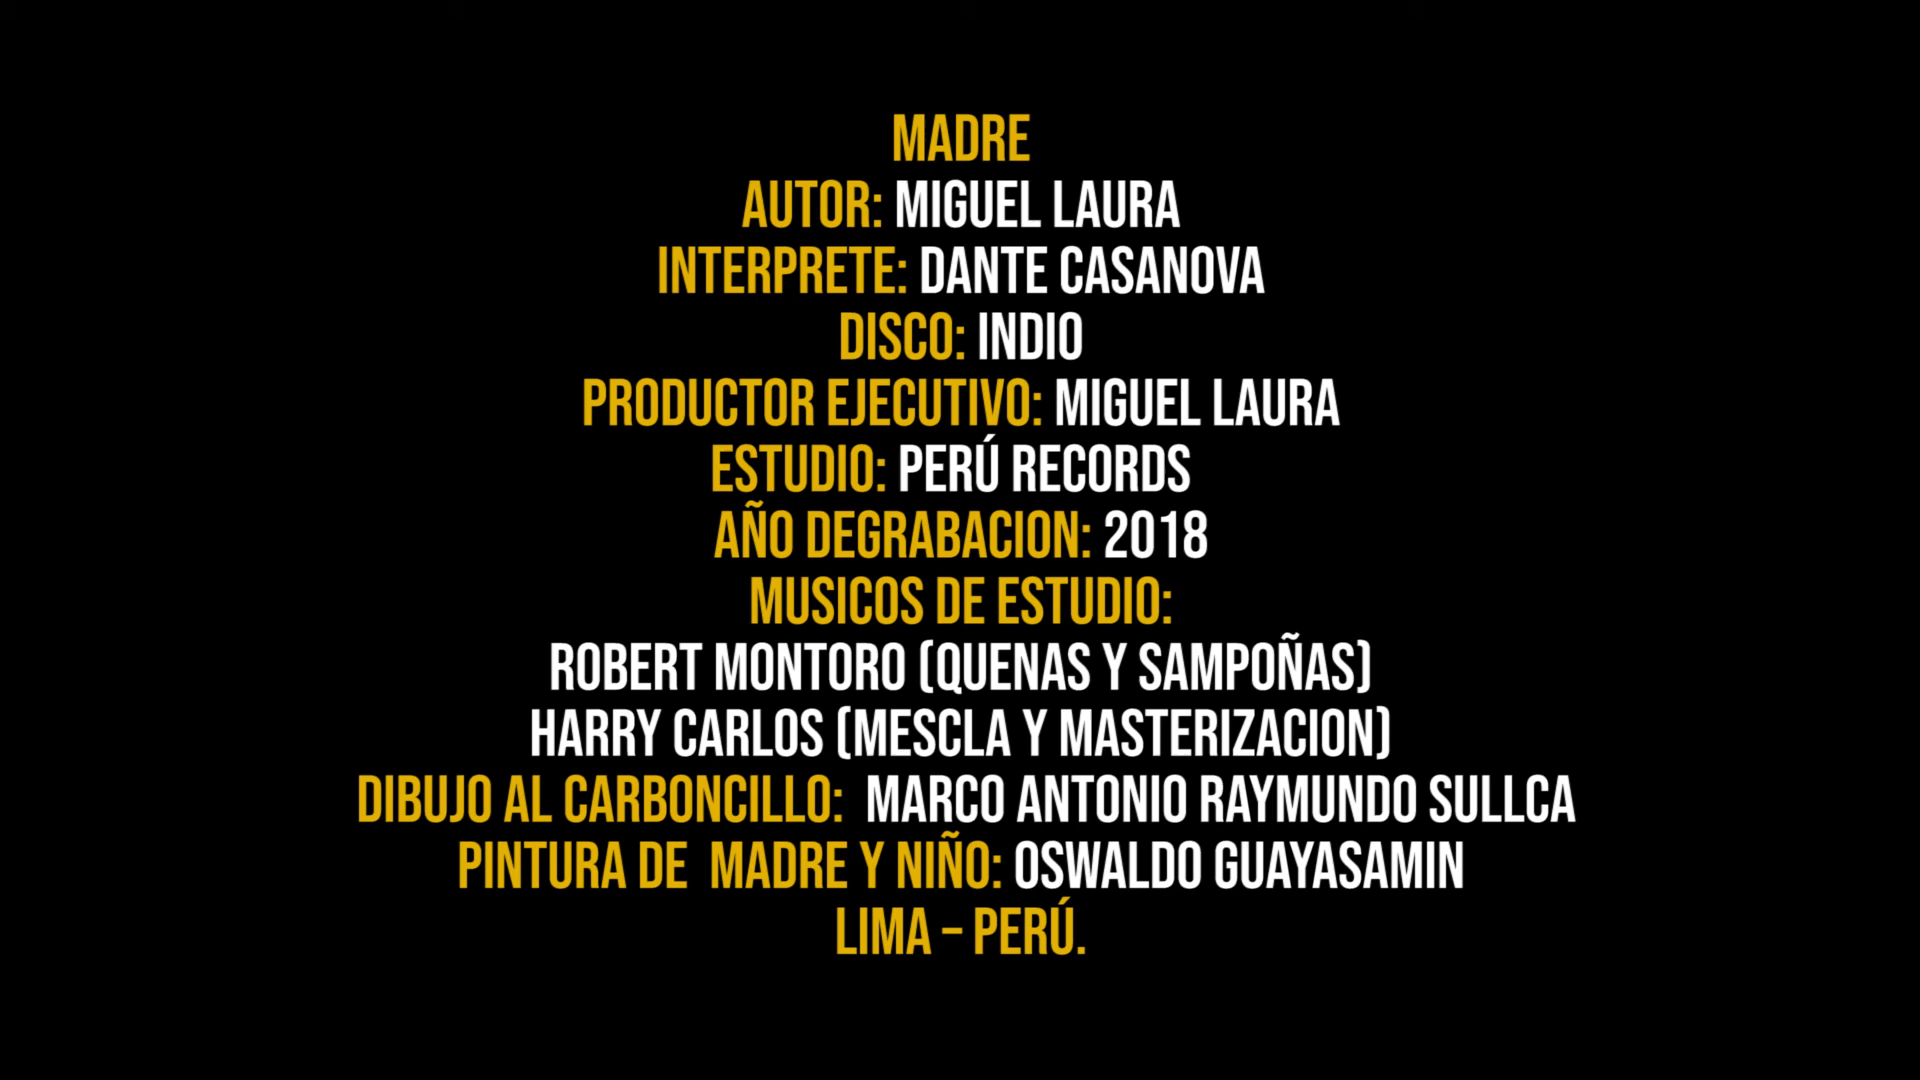 MADRE
AUTOR: MIGUEL LAURA
INTERPRETE: DANTE CASANOVA
DISCO: INDIO
PRODUCTOR EJECUTIVO: MIGUEL LAURA
ESTUDIO: PERÚ RECORDS
AÑO DEGRABACION: 2018
MUSICOS DE ESTUDIO:
ROBERT MONTORO (QUENAS Y SAMPOÑAS)
HARRY CARLOS (MESCLA Y MASTERIZACION)
DIBUJO AL CARBONCILLO: MARCO ANTONIO RAYMUNDO SULLCA
PINTURA DE MADRE Y NIÑO: OSWALDO GUAYASAMIN
LIMA – PERÚ.